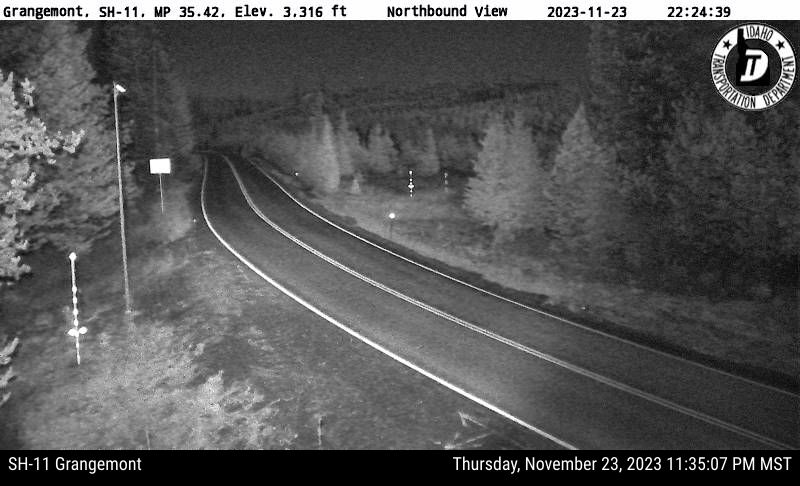 Grangemont, SH-11, MP 35.42, Elev. 3,316 ft Northbound View 2023-11-23 22:24:39
IDAHO
TRANSPORTATION DEPARTMENT
SH-11 Grangemont Thursday, November 23, 2023 11:35:07 PM MST